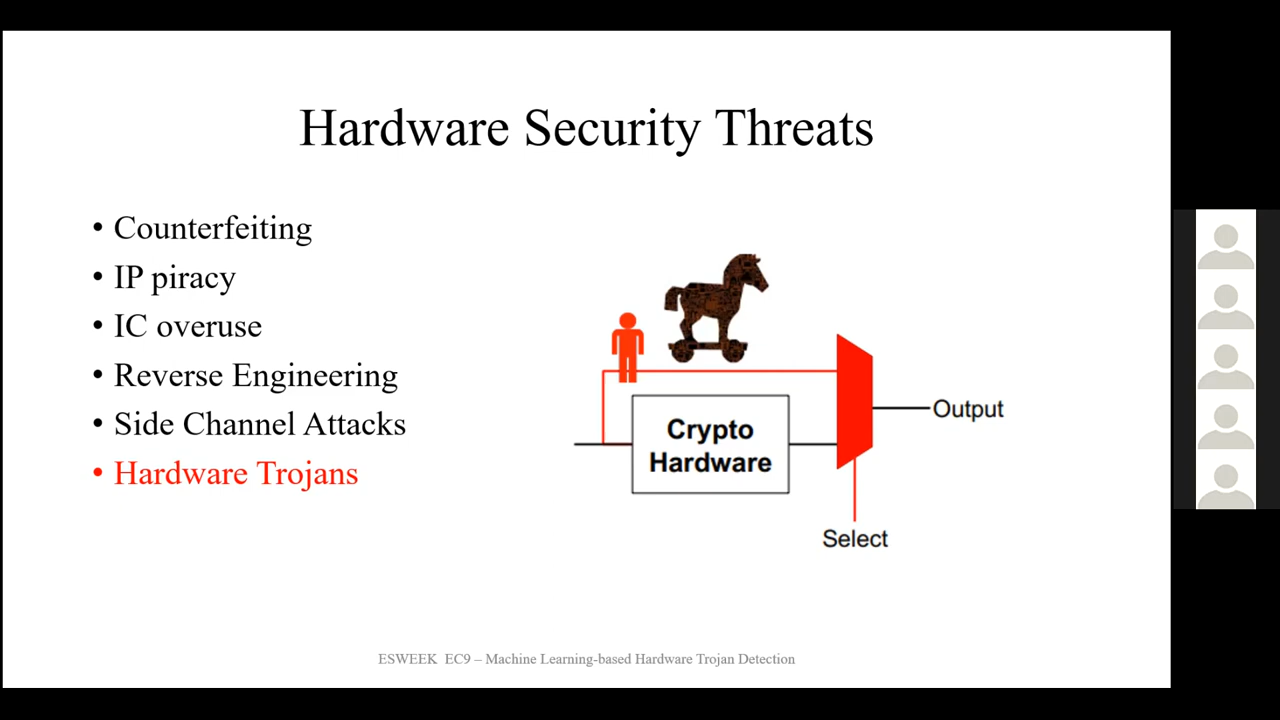 Hardware Security Threats
• Counterfeiting
• IP piracy
• IC overuse
• Reverse Engineering
• Side Channel Attacks
• Hardware Trojans
Crypto
Hardware
Output
Select
ESWEEK EC9 – Machine Learning-based Hardware Trojan Detection